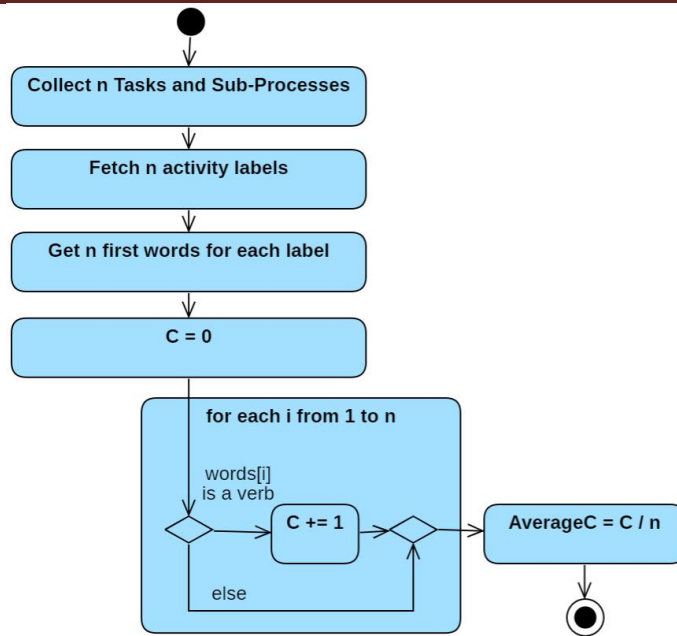 Collect n Tasks and Sub-Processes
Fetch n activity labels
Get n first words for each label
C = 0
for each i from 1 to n
words[i]
is a verb
C += 1
AverageC = C / n
else